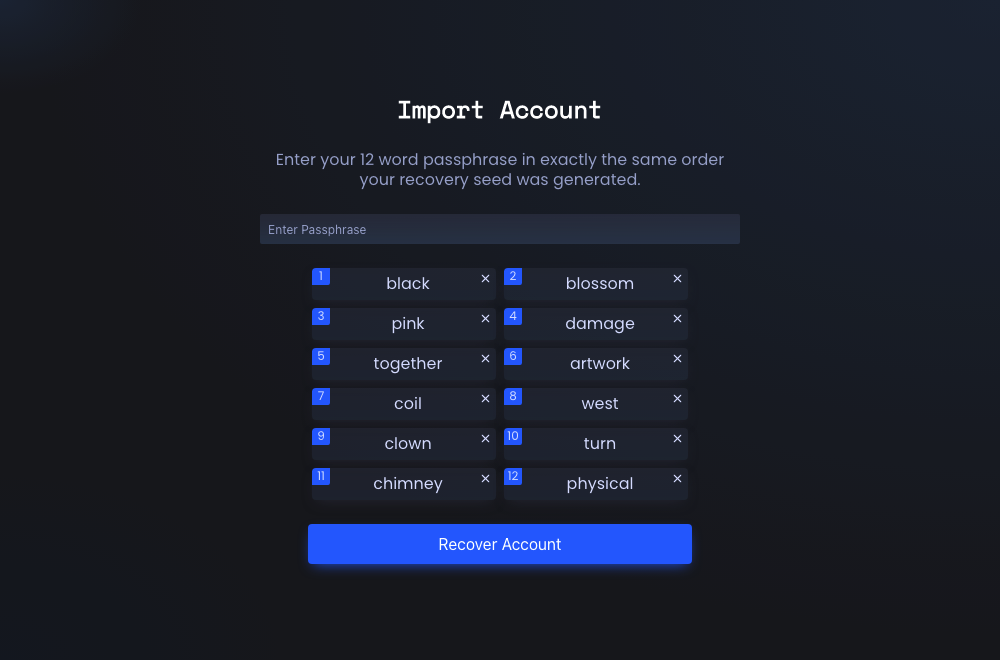 Import Account
Enter your 12 word passphrase in exactly the same order
your recovery seed was generated.
Enter Passphrase
1 black × 2 blossom ×
3 pink × 4 damage ×
5 together × 6 artwork ×
7 coil × 8 west ×
9 clown × 10 turn ×
11 chimney × 12 physical ×
Recover Account